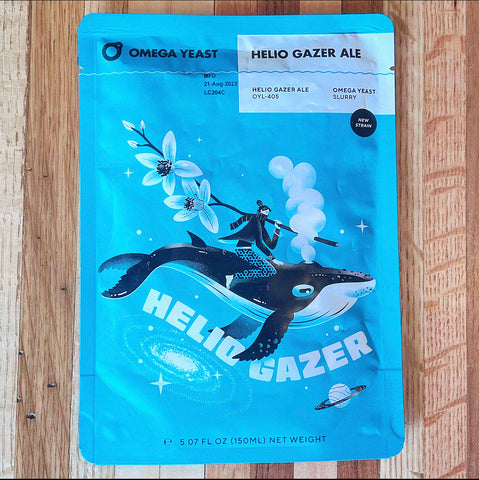 OMEGA YEAST
HELIO GAZER ALE
MFD
21-Aug-2022
LC204C
HELIO GAZER ALE
OYL-405
OMEGA YEAST
SLURRY
NEW
STRAIN
HELIO GAZER
℮ 5.07 FL OZ (150ML) NET WEIGHT